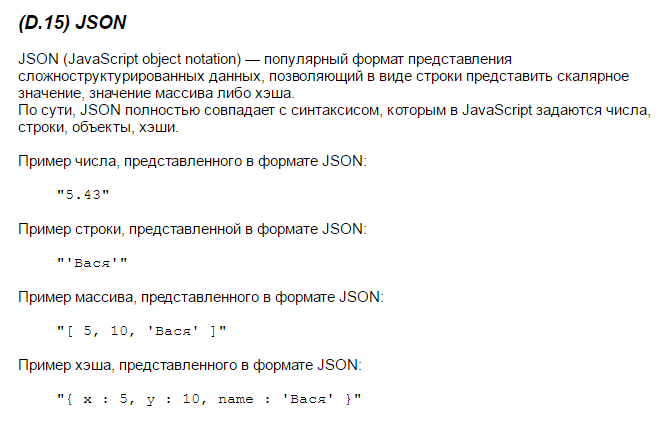 (D.15) JSON
JSON (JavaScript object notation) — популярный формат представления
сложноструктурированных данных, позволяющий в виде строки представить скалярное
значение, значение массива либо хэша.
По сути, JSON полностью совпадает с синтаксисом, которым в JavaScript задаются числа,
строки, объекты, хэши.
Пример числа, представленного в формате JSON:
"5.43"
Пример строки, представленной в формате JSON:
"'Вася'"
Пример массива, представленного в формате JSON:
"[ 5, 10, 'Вася' ]"
Пример хэша, представленного в формате JSON:
"{ x : 5, y : 10, name : 'Вася' }"